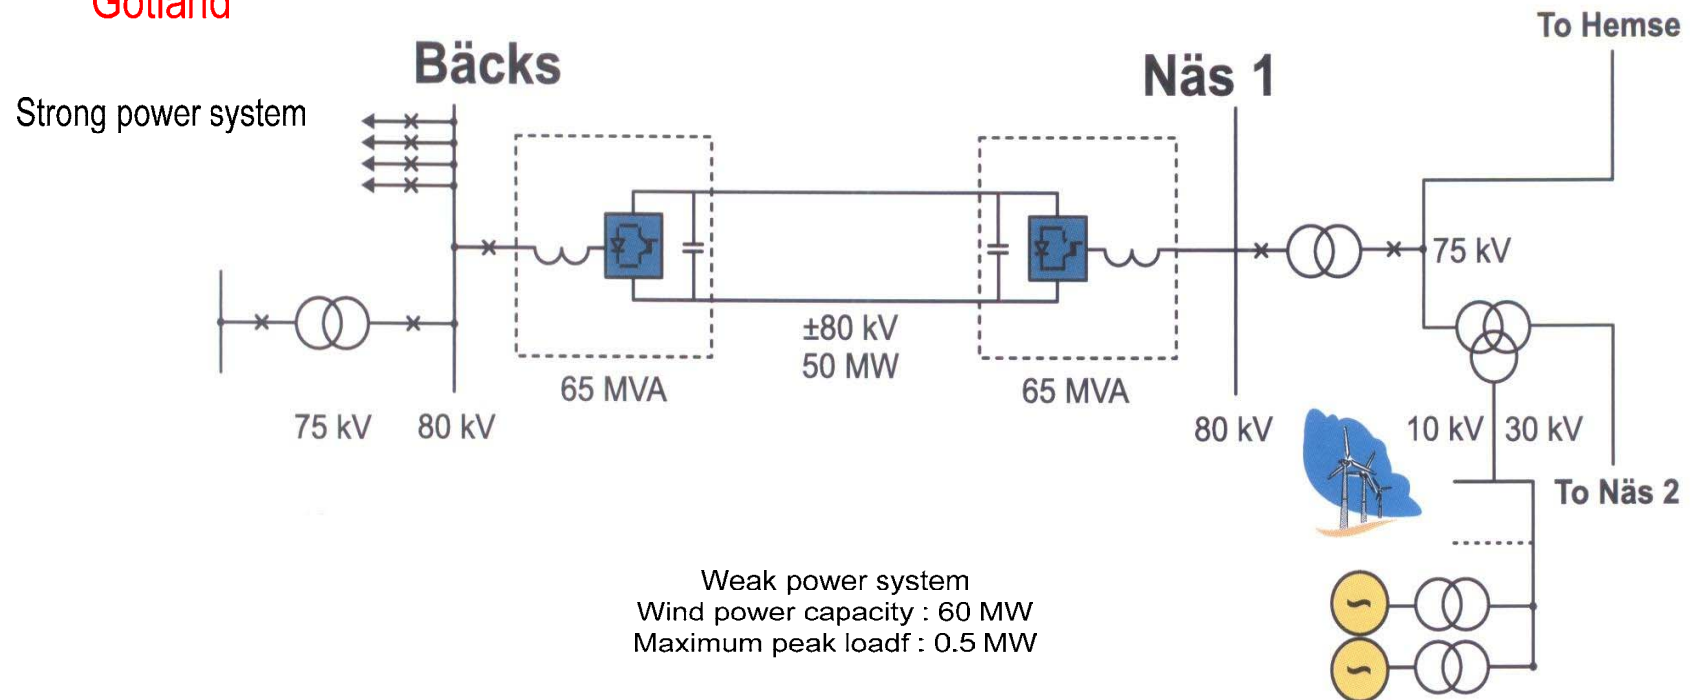 Gotland
To Hemse
Bäcks
Näs 1
Strong power system
75 kV
±80 kV
50 MW
65 MVA
65 MVA
75 kV
80 kV
80 kV
10 kV
30 kV
To Näs 2
Weak power system
Wind power capacity : 60 MW
Maximum peak loadf : 0.5 MW